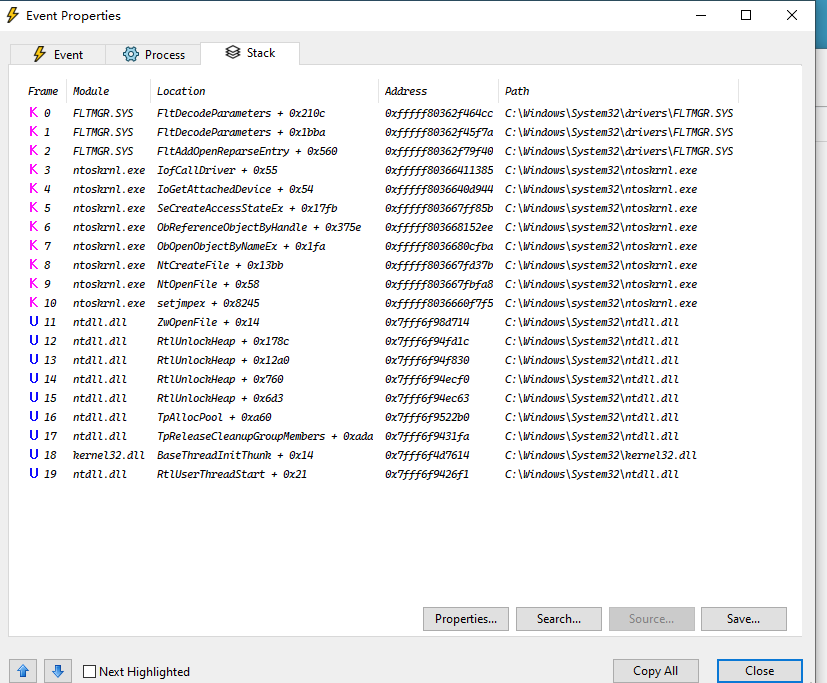 Event Properties
Event Process Stack
Frame Module Location Address Path
K 0 FLTMGR.SYS FltDecodeParameters + 0x210c 0xfffff80362f464cc C:\Windows\System32\drivers\FLTMGR.SYS
K 1 FLTMGR.SYS FltDecodeParameters + 0x1bba 0xfffff80362f45f7a C:\Windows\System32\drivers\FLTMGR.SYS
K 2 FLTMGR.SYS FltAddOpenReparseEntry + 0x560 0xfffff80362f79f40 C:\Windows\System32\drivers\FLTMGR.SYS
K 3 ntoskrnl.exe IofCallDriver + 0x55 0xfffff80366411385 C:\Windows\system32\ntoskrnl.exe
K 4 ntoskrnl.exe IoGetAttachedDevice + 0x54 0xfffff8036640d944 C:\Windows\system32\ntoskrnl.exe
K 5 ntoskrnl.exe SeCreateAccessStateEx + 0x17fb 0xfffff803667ff85b C:\Windows\system32\ntoskrnl.exe
K 6 ntoskrnl.exe ObReferenceObjectByHandle + 0x375e 0xfffff803668152ee C:\Windows\system32\ntoskrnl.exe
K 7 ntoskrnl.exe ObOpenObjectByNameEx + 0x1fa 0xfffff8036680cfba C:\Windows\system32\ntoskrnl.exe
K 8 ntoskrnl.exe NtCreateFile + 0x13bb 0xfffff803667fd37b C:\Windows\system32\ntoskrnl.exe
K 9 ntoskrnl.exe NtOpenFile + 0x58 0xfffff803667fbfa8 C:\Windows\system32\ntoskrnl.exe
K 10 ntoskrnl.exe setjmpex + 0x8245 0xfffff8036660f7f5 C:\Windows\system32\ntoskrnl.exe
U 11 ntdll.dll ZwOpenFile + 0x14 0x7fff6f98d714 C:\Windows\System32\ntdll.dll
U 12 ntdll.dll RtlUnlockHeap + 0x178c 0x7fff6f94fd1c C:\Windows\System32\ntdll.dll
U 13 ntdll.dll RtlUnlockHeap + 0x12a0 0x7fff6f94f830 C:\Windows\System32\ntdll.dll
U 14 ntdll.dll RtlUnlockHeap + 0x760 0x7fff6f94ecf0 C:\Windows\System32\ntdll.dll
U 15 ntdll.dll RtlUnlockHeap + 0x6d3 0x7fff6f94ec63 C:\Windows\System32\ntdll.dll
U 16 ntdll.dll TpAllocPool + 0xa60 0x7fff6f9522b0 C:\Windows\System32\ntdll.dll
U 17 ntdll.dll TpReleaseCleanupGroupMembers + 0xada 0x7fff6f9431fa C:\Windows\System32\ntdll.dll
U 18 kernel32.dll BaseThreadInitThunk + 0x14 0x7fff6f4d7614 C:\Windows\System32\kernel32.dll
U 19 ntdll.dll RtlUserThreadStart + 0x21 0x7fff6f9426f1 C:\Windows\System32\ntdll.dll
Properties... Search... Source... Save...
Next Highlighted Copy All Close